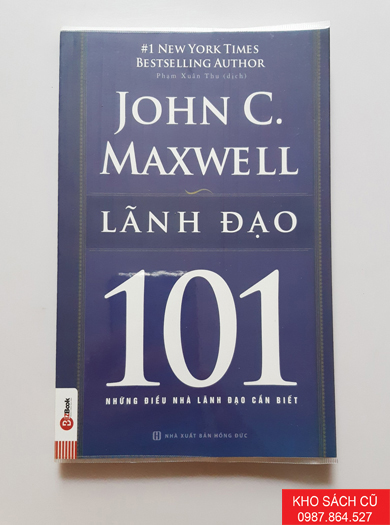 #1 NEW YORK TIMES
BESTSELLING AUTHOR
Phạm Xuân Thu (dịch)
JOHN C.
MAXWELL
LÃNH ĐẠO
101
NHỮNG ĐIỀU NHÀ LÃNH ĐẠO CẦN BIẾT
NHÀ XUẤT BẢN HỒNG ĐỨC
KHO SÁCH CŨ
0987.864.527